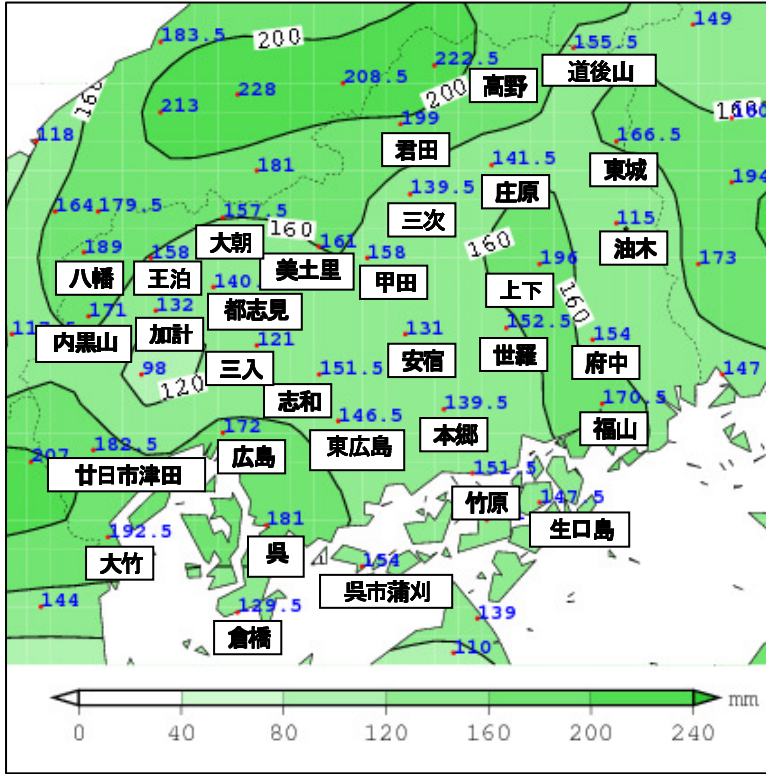 149
183.5
200
155.5
222.5
道後山
208.5
高野
228
200
160
213
160
160
199
118
君田
166.5
181
141.5
東城
庄原
194
139.5
164
179.5
157.5
三次
115
160
大朝
161
油木
160
189
158
美土里
158
196
173
八幡
王泊
甲田
140.
上下
160
171
132
都志見
152.5
131
154
内黒山
加計
121
安宿
世羅
府中
98
三入
151.5
147
120
志和
139.5
170.5
146.5
172
本郷
福山
182.5
広島
東広島
207
廿日市津田
151.5
竹原
147.5
192.5
181
生口島
大竹
呉
154
呉市蒲刈
144
129.5
139
倉橋
110
mm
0 40 80 120 160 200 240